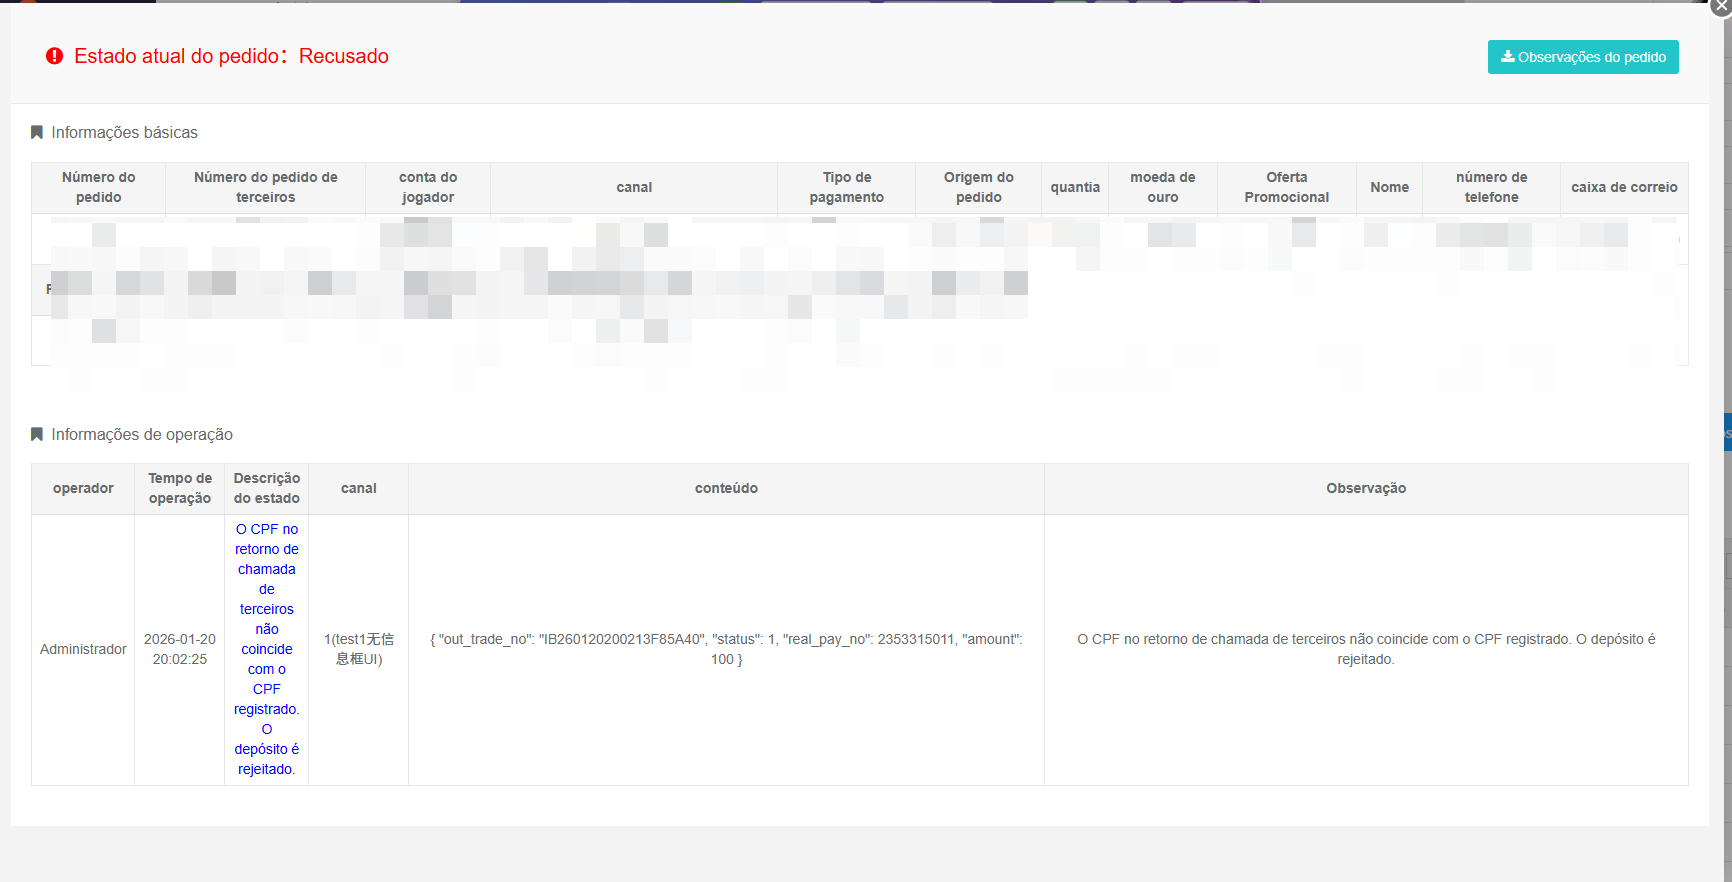 Estado atual do pedido：Recusado
Observações do pedido
Informações básicas
Número do pedido
Número do pedido de terceiros
conta do jogador
canal
Tipo de pagamento
Origem do pedido
quantia
moeda de ouro
Oferta Promocional
Nome
número de telefone
caixa de correio
Informações de operação
operador
Tempo de operação
Descrição do estado
canal
conteúdo
Observação
Administrador
2026-01-20
20:02:25
O CPF no
retorno de
chamada
de
terceiros
não
coincide
com o
CPF
registrado.
O
depósito é
rejeitado.
1(test1无信
息框UI)
{ "out_trade_no": "IB260120200213F85A40", "status": 1, "real_pay_no": 2353315011, "amount":
100 }
O CPF no retorno de chamada de terceiros não coincide com o CPF registrado. O depósito é
rejeitado.